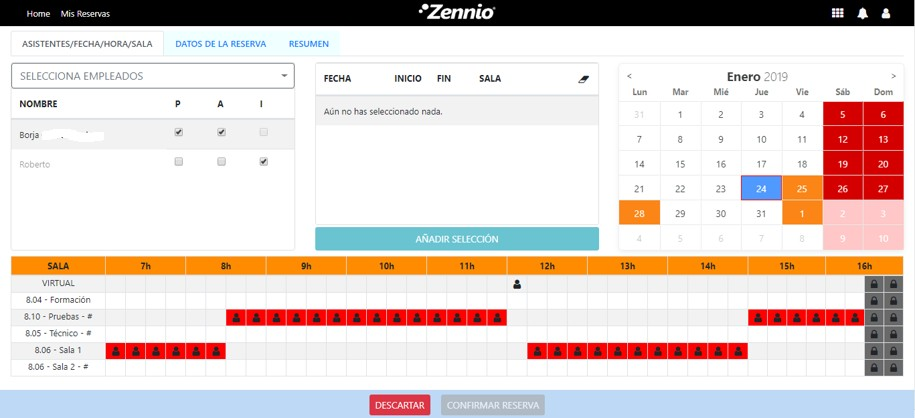 Home Mis Reservas Zennio
ASISTENTES/FECHA/HORA/SALA DATOS DE LA RESERVA RESUMEN
SELECCIONA EMPLEADOS
NOMBRE P A I
Borja
Roberto
FECHA INICIO FIN SALA
Aún no has seleccionado nada.
AÑADIR SELECCIÓN
< Enero 2019 >
Lun Mar Mié Jue Vie Sáb Dom
31 1 2 3 4 5 6
7 8 9 10 11 12 13
14 15 16 17 18 19 20
21 22 23 24 25 26 27
28 29 30 31 1 2 3
4 5 6 7 8 9 10
SALA 7h 8h 9h 10h 11h 12h 13h 14h 15h 16h
VIRTUAL
8.04 - Formación
8.10 - Pruebas - #
8.05 - Técnico - #
8.06 - Sala 1
8.06 - Sala 2 - #
DESCARTAR CONFIRMAR RESERVA